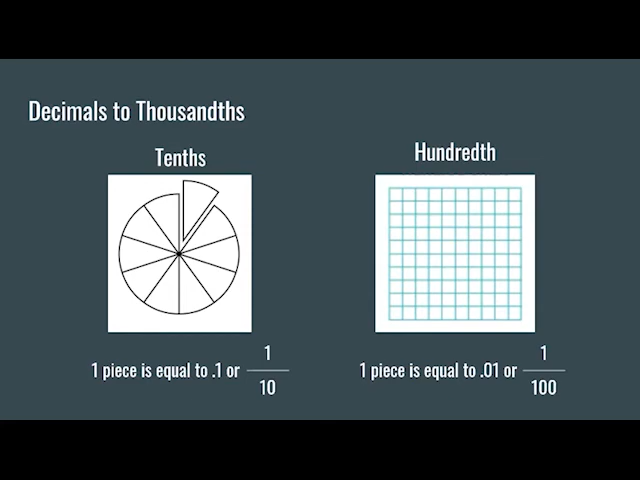 Decimals to Thousandths
Tenths
Hundredth
1 piece is equal to .1 or 1/10
1 piece is equal to .01 or 1/100